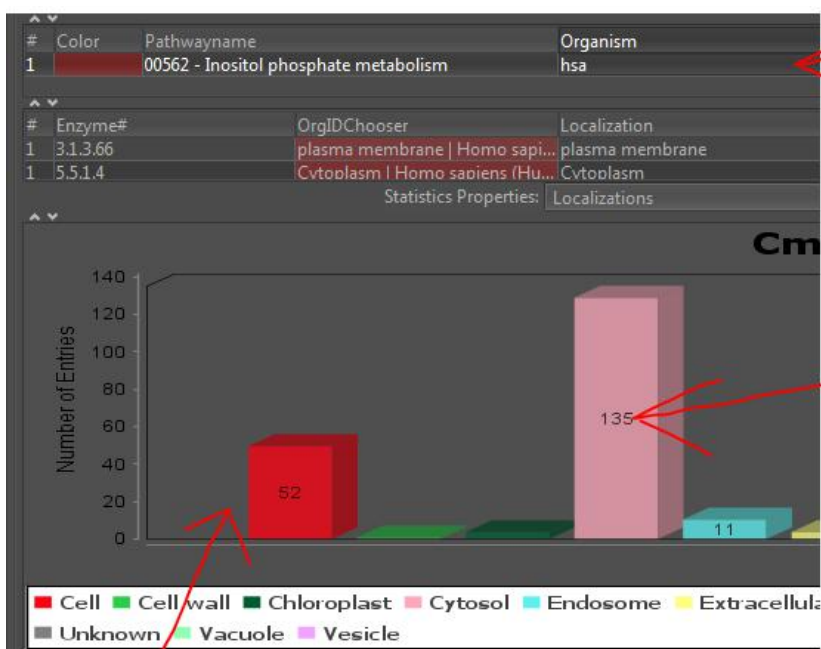 # Color Pathwayname Organism
1 00562 - Inositol phosphate metabolism hsa
# Enzyme# OrgIDChooser Localization
1 3.1.3.66 plasma membrane | Homo sapi... plasma membrane
1 5.5.1.4 Cytoplasm | Homo sapiens (Hu... Cytoplasm
Statistics Properties: Localizations
Cm
140
120
100
80
60
40
20
0
Number of Entries
52
135
11
Cell Cell wall Chloroplast Cytosol Endosome Extracellula
Unknown Vacuole Vesicle